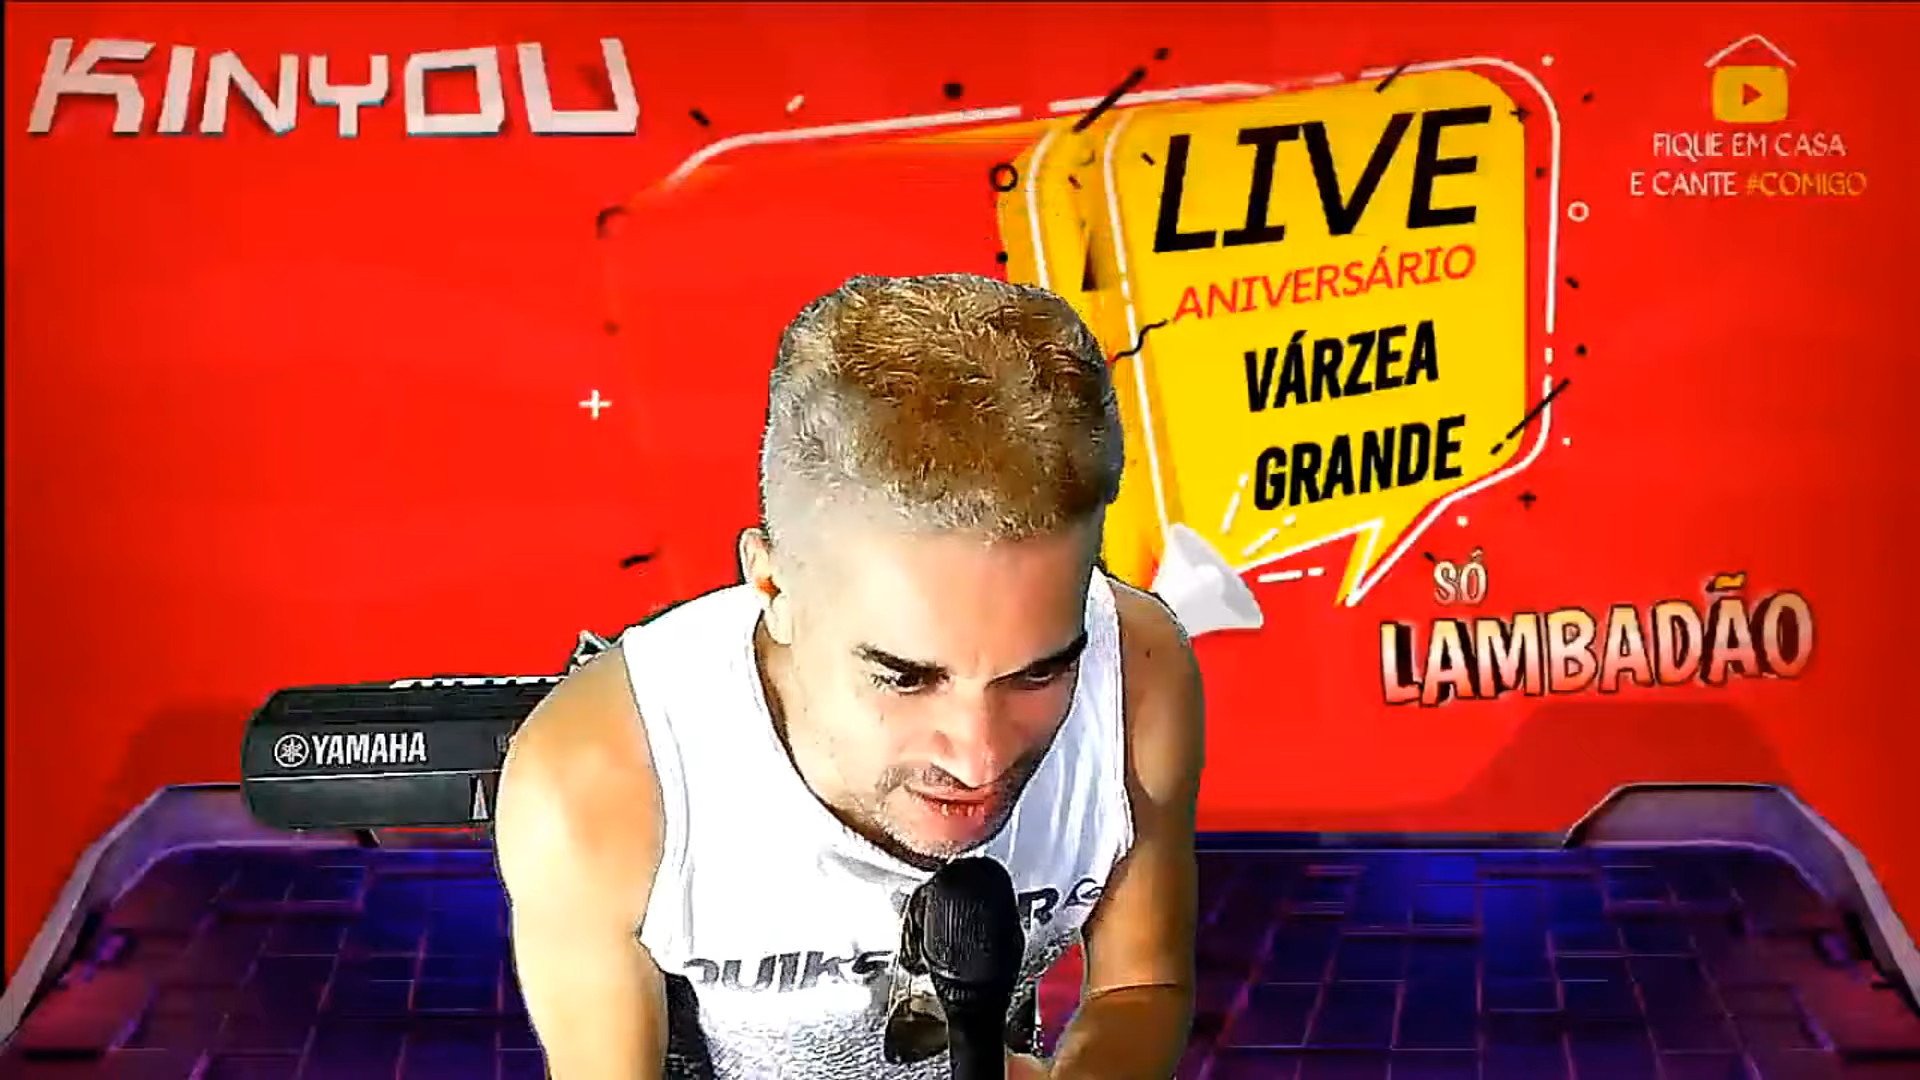 KINYOU
LIVE
ANIVERSÁRIO
VÁRZEA
GRANDE
FIQUE EM CASA
E CANTE #COMIGO
SÓ
LAMBADÃO
YAMAHA